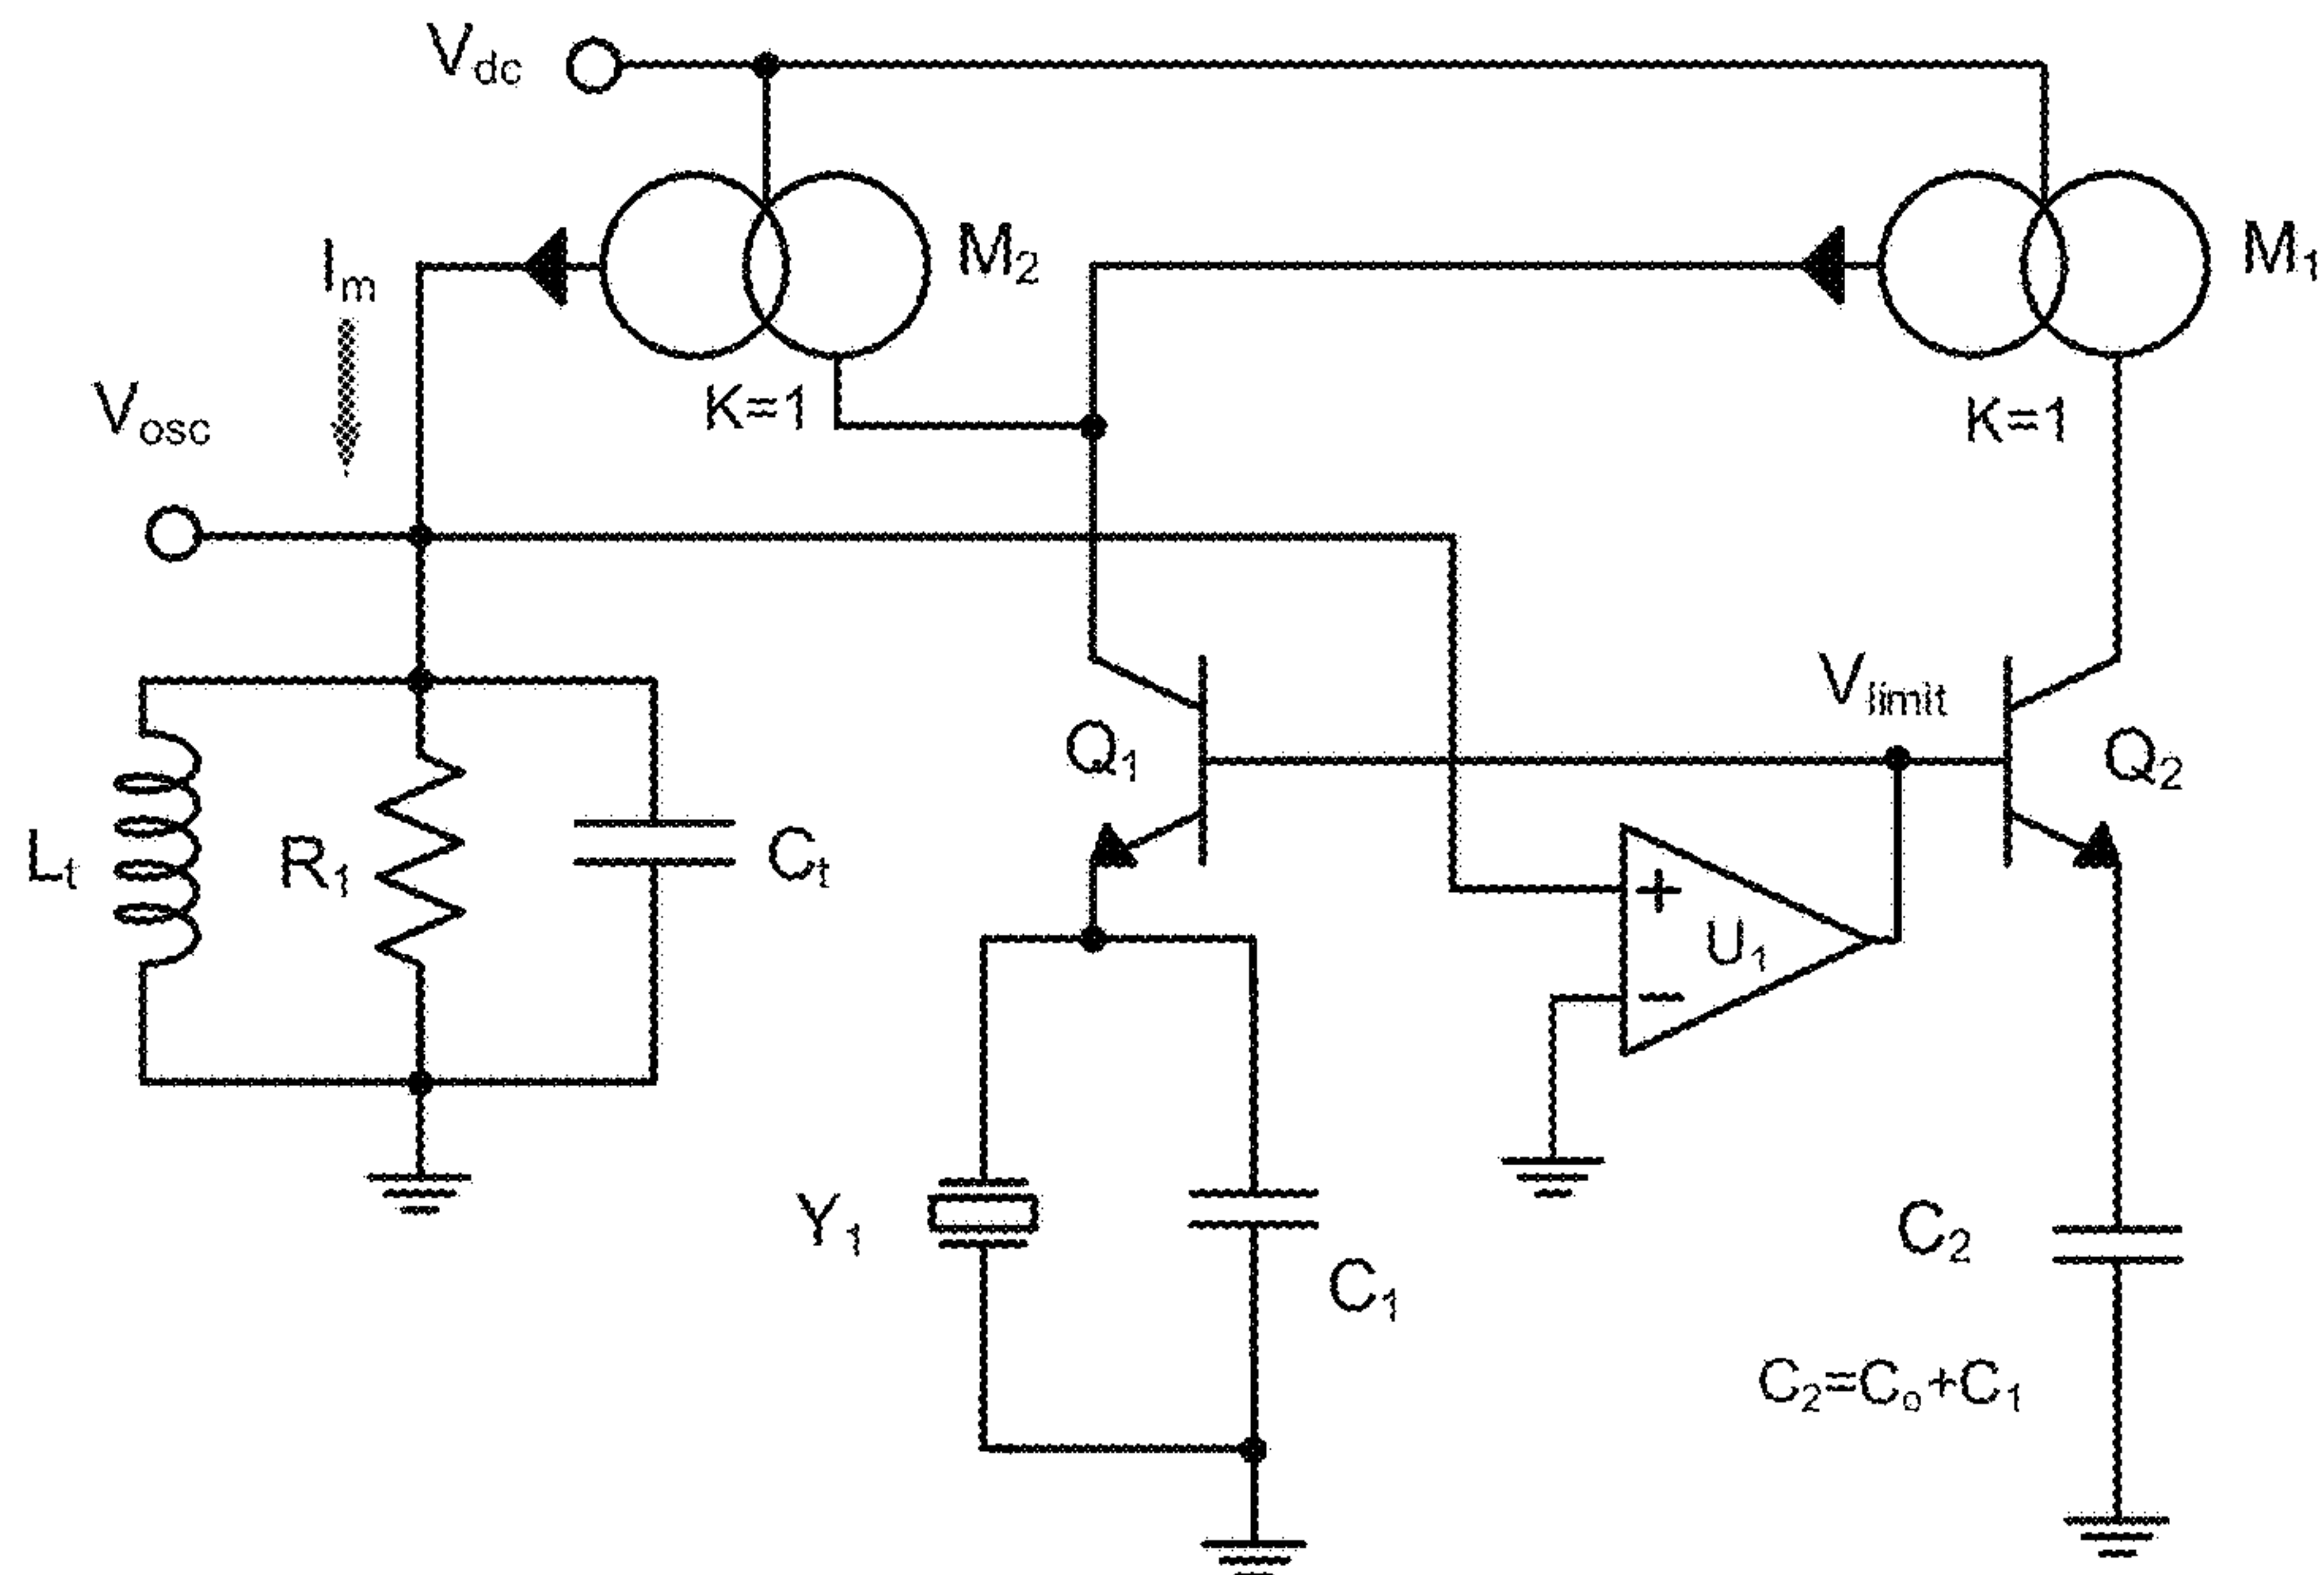 Vdc
Im
M2
M1
K=1
K=1
Vosc
Vlimit
Q1
Q2
Lt
R1
Ct
+
U1
−
Y1
C1
C2
C2=Co+C1